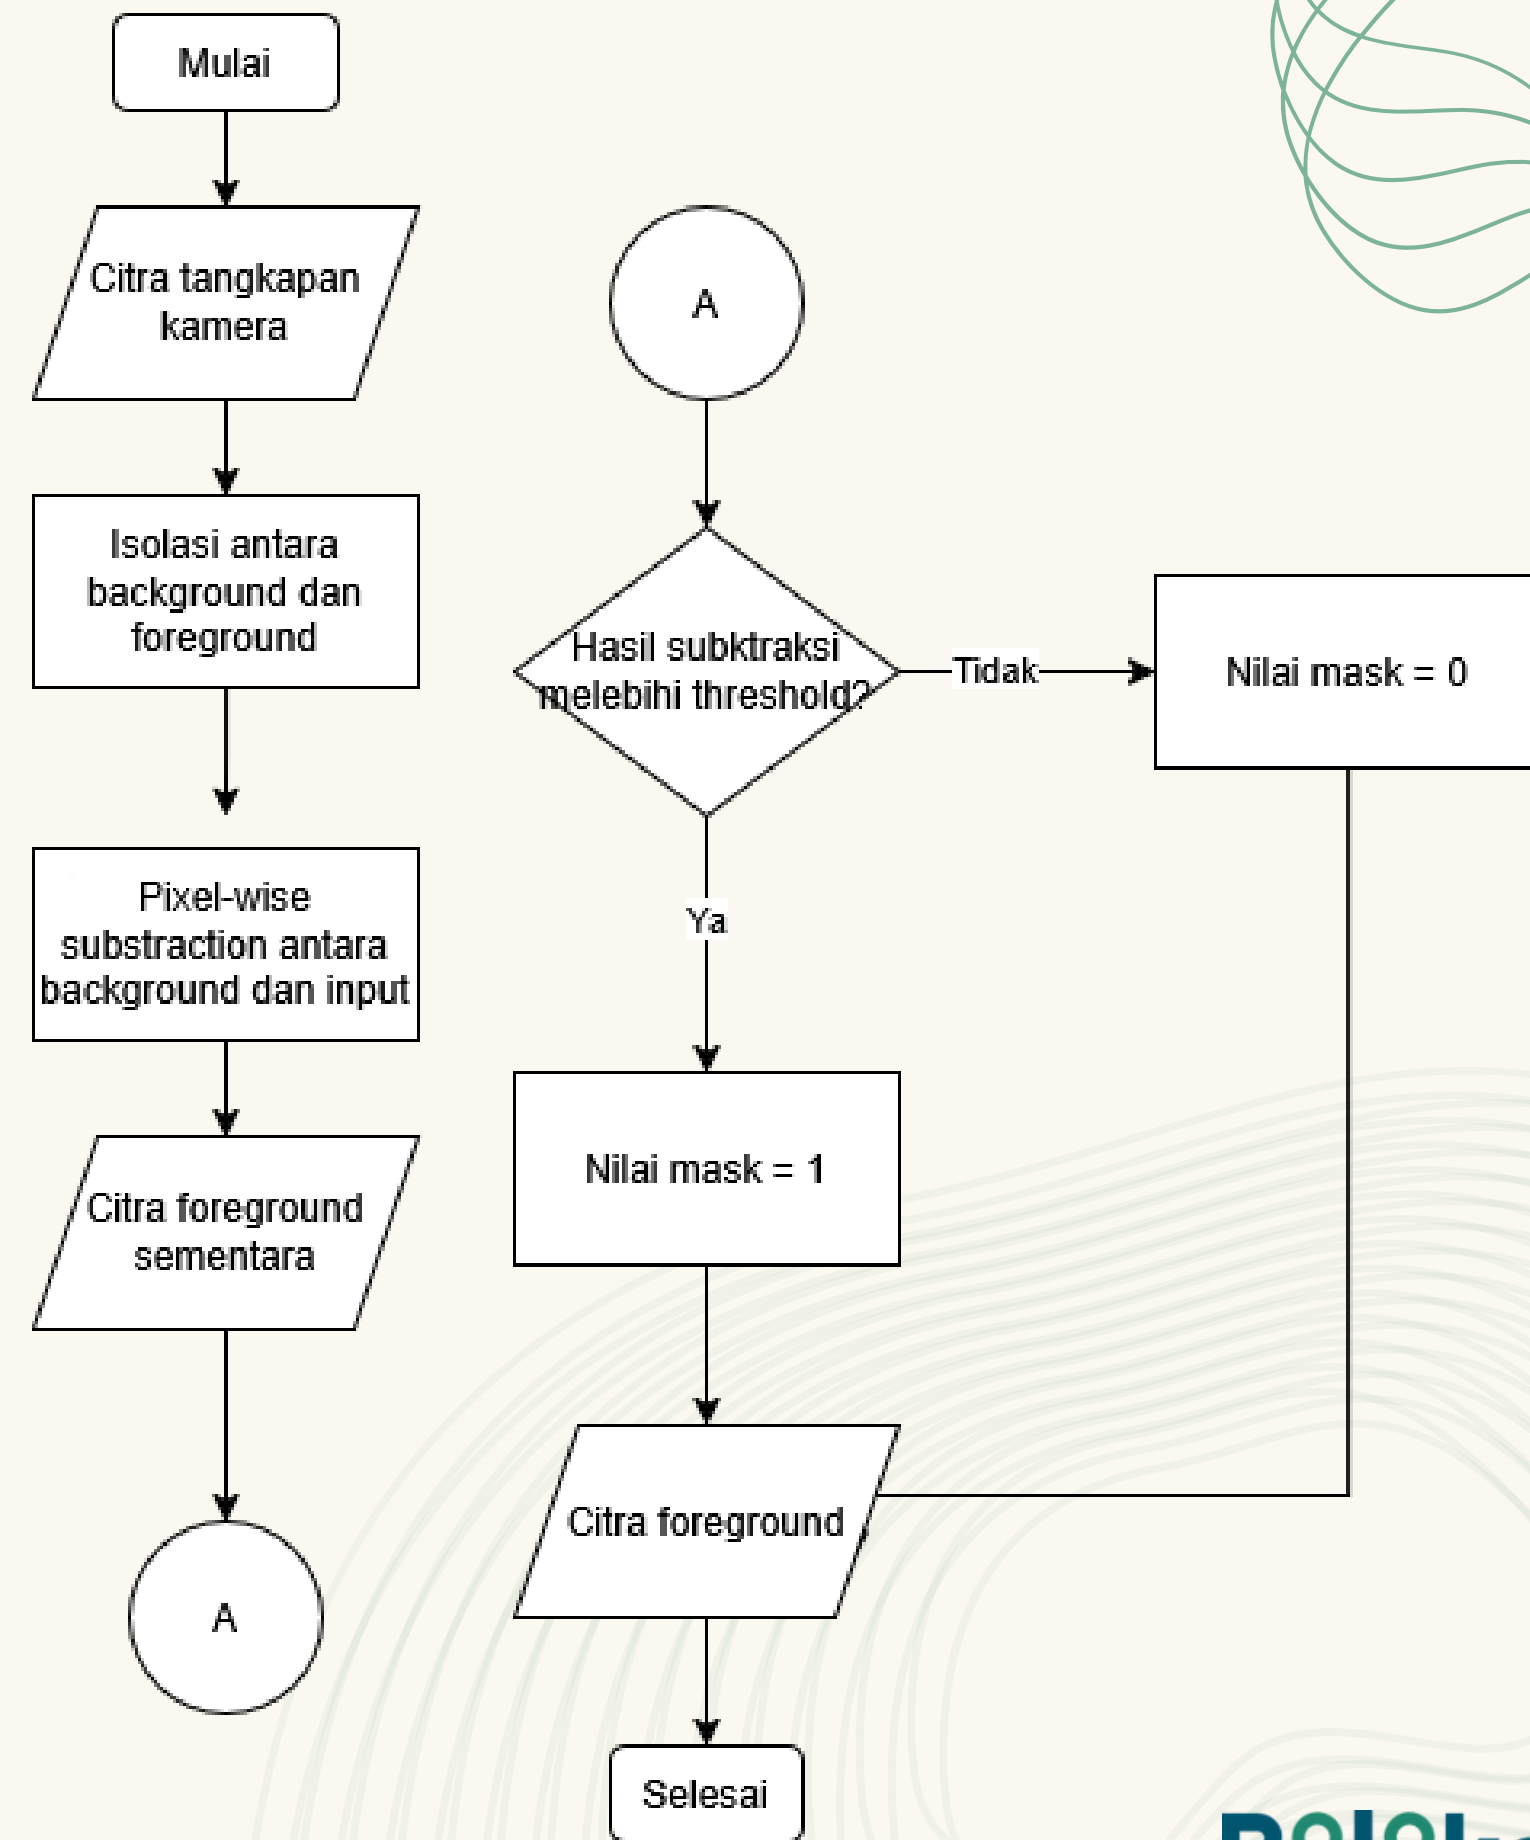 Mulai
Citra tangkapan
kamera
Isolasi antara
background dan
foreground
Pixel-wise
substraction antara
background dan input
Citra foreground
sementara
A
A
Hasil subktraksi
melebihi threshold?
Tidak
Nilai mask = 0
Ya
Nilai mask = 1
Citra foreground
Selesai